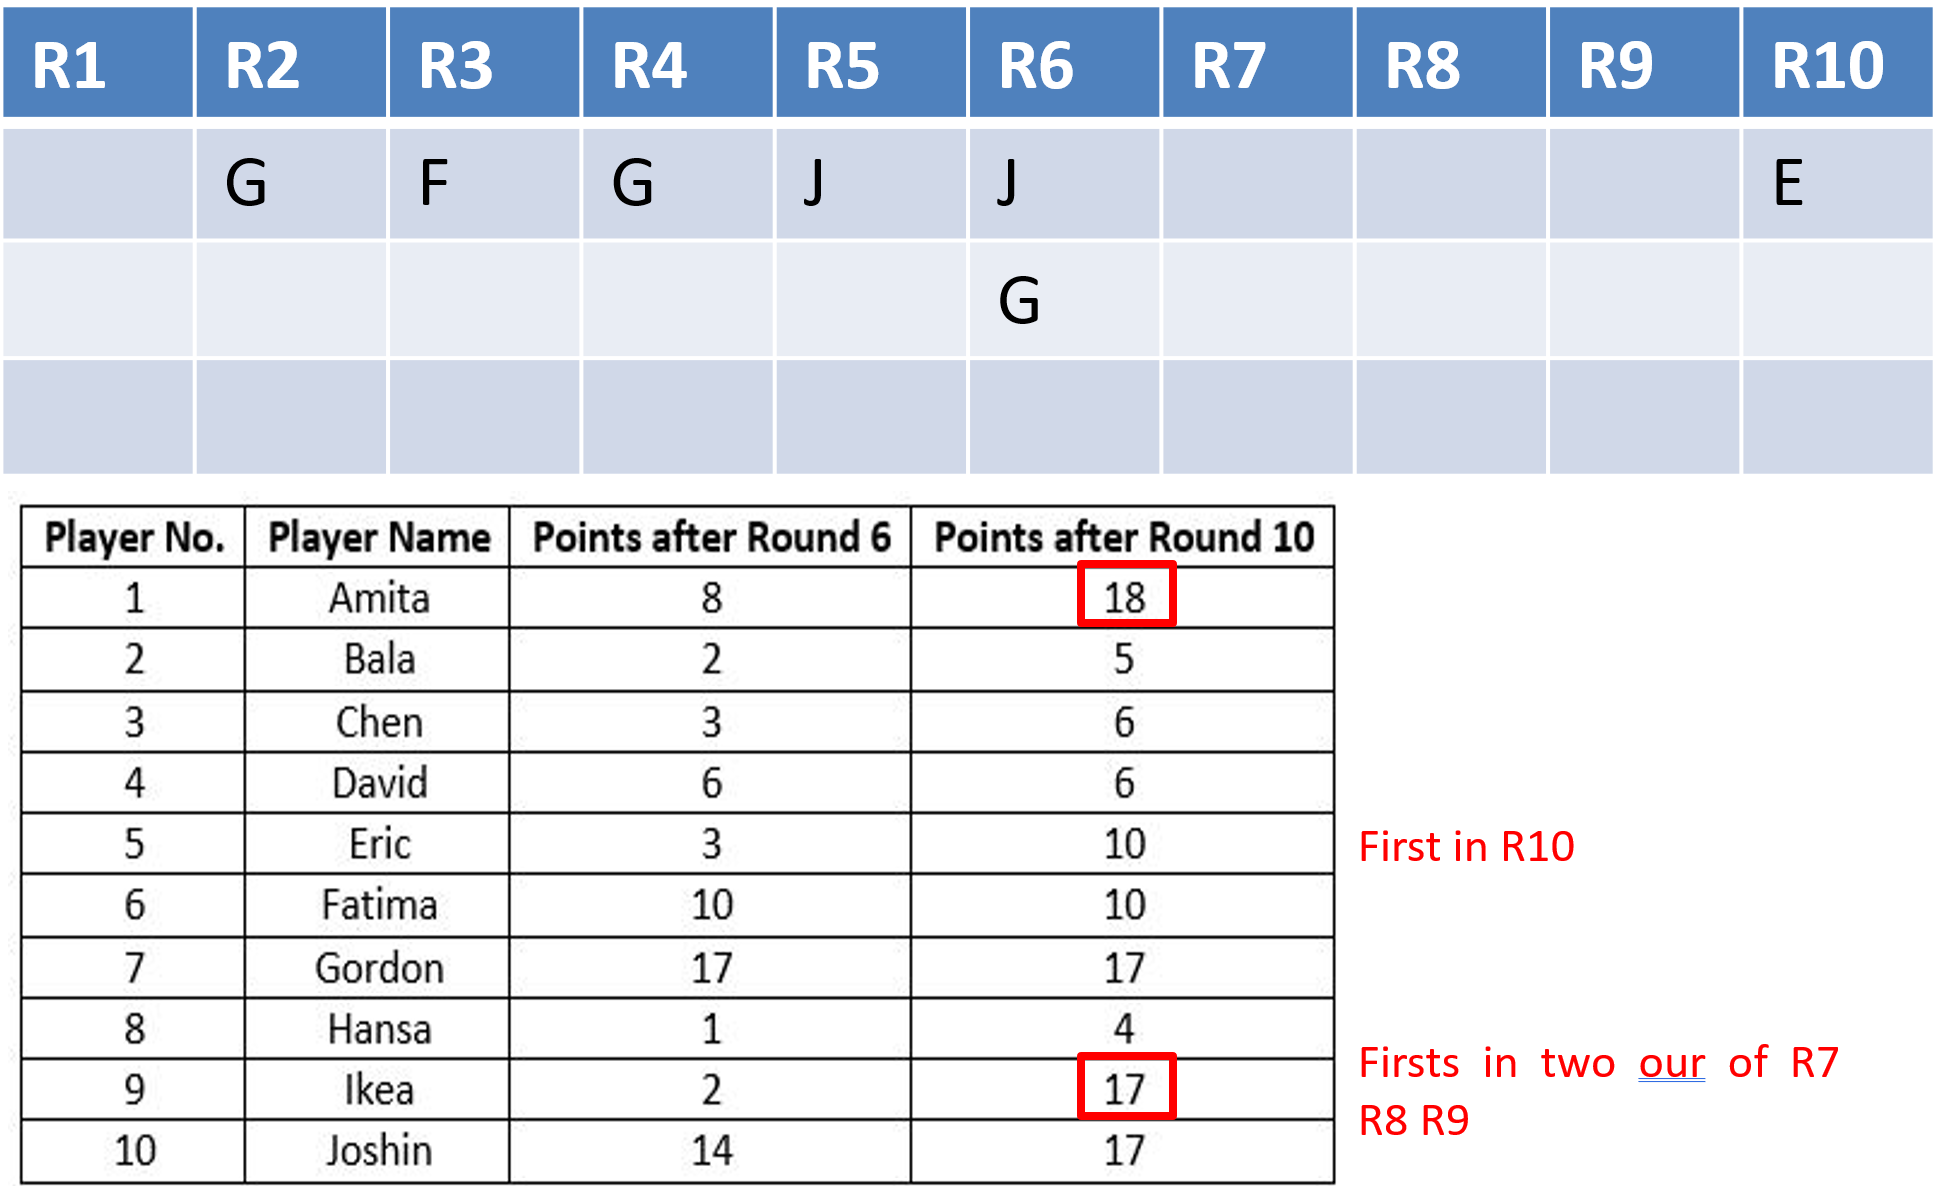 R1 R2 R3 R4 R5 R6 R7 R8 R9 R10
G F G J J E
G
Player No. Player Name Points after Round 6 Points after Round 10
1 Amita 8 18
2 Bala 2 5
3 Chen 3 6
4 David 6 6
5 Eric 3 10 First in R10
6 Fatima 10 10
7 Gordon 17 17
8 Hansa 1 4
Firsts in two our of R7
9 Ikea 2 17
R8 R9
10 Joshin 14 17